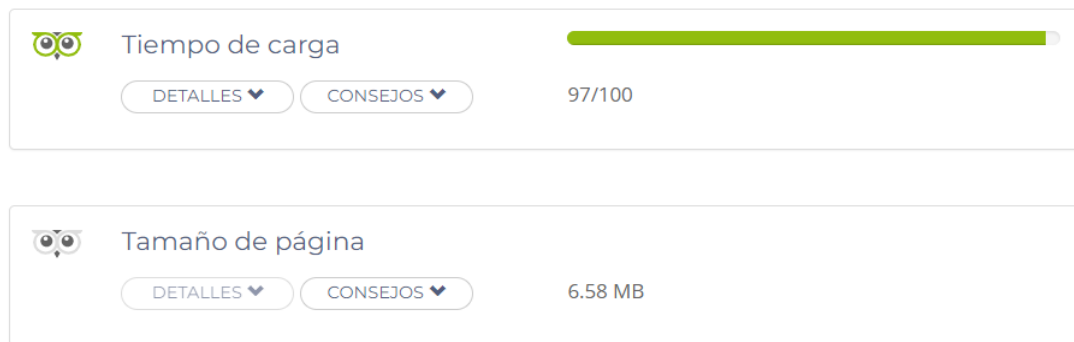 Tiempo de carga
DETALLES CONSEJOS 97/100
Tamaño de página
DETALLES CONSEJOS 6.58 MB